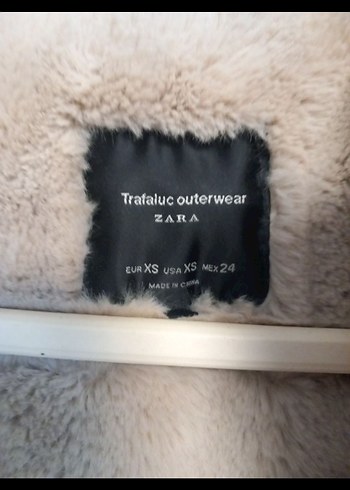 Trafaluc outerwear
ZARA
EUR XS USA XS MEX 24
MADE IN CHINA